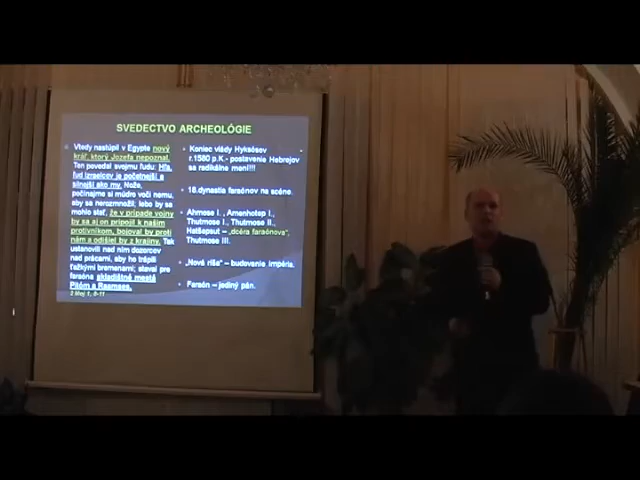 SVEDECTVO ARCHEOLÓGIE
Vtedy nastúpil v Egypte nový
kráľ, ktorý Jozefa nepoznal.
Ten povedal svojmu ľudu: Hľa,
ľud Izraelcov je početnejší a
silnejší ako my. Nože,
počínajme si múdro voči nemu,
aby sa nerozmnožil; lebo by sa
mohlo stať, že v prípade vojny
by sa aj on pripojil k našim
protivníkom, bojoval by proti
nám a odišiel by z krajiny. Tak
ustanovili nad ním dozorcov
nad prácami, aby ho trápili
ťažkými bremenami; staval pre
faraóna skladištné mestá
Pitóm a Raamses.
2 Moj 1, 8-11
• Koniec vlády Hyksósov
r.1580 p.K.- postavenie Hebrejov
sa radikálne mení!!!
• 18.dynastia faraónov na scéne.
• Ahmose I., Amenhotep I.,
Thutmose I., Thutmose II.,
Hatšepsut – „dcéra faraónova",
Thutmose III.
• „Nová ríša" – budovanie impéria.
• Faraón – jediný pán.